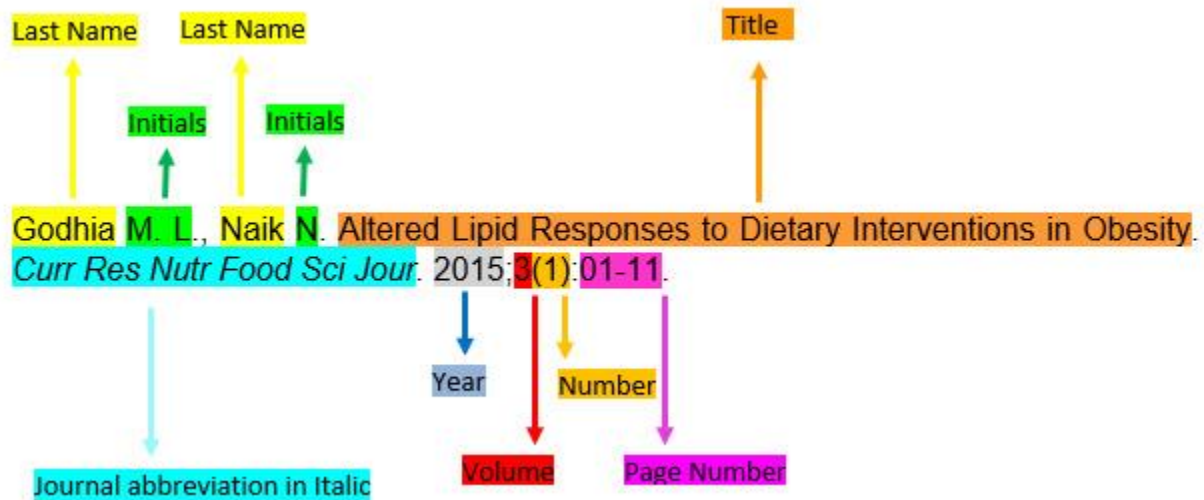 Last Name Last Name Title
Initials Initials
Godhia M. L., Naik N. Altered Lipid Responses to Dietary Interventions in Obesity.
Curr Res Nutr Food Sci Jour. 2015;3(1):01-11.
Year Number
Volume Page Number
Journal abbreviation in Italic